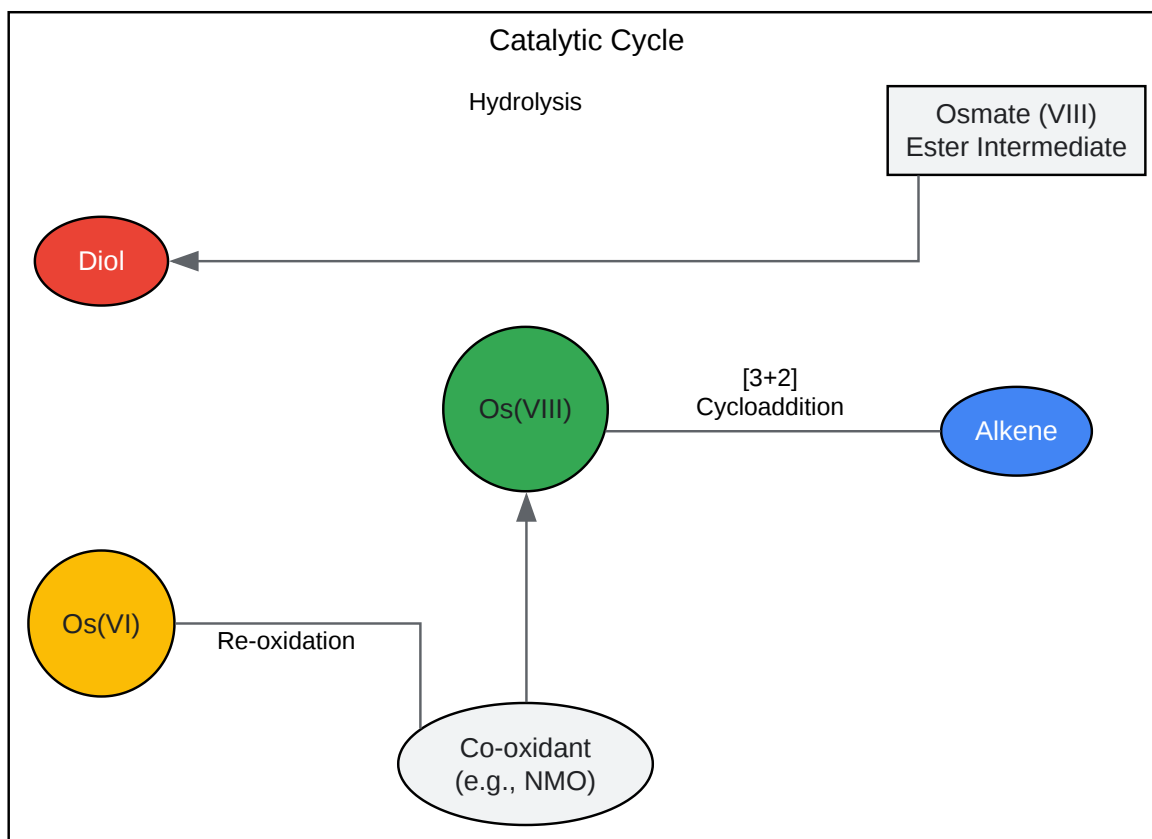 Catalytic Cycle
Hydrolysis
Osmate (VIII)
Ester Intermediate
Diol
Os(VIII)
[3+2]
Cycloaddition
Alkene
Os(VI)
Re-oxidation
Co-oxidant
(e.g., NMO)